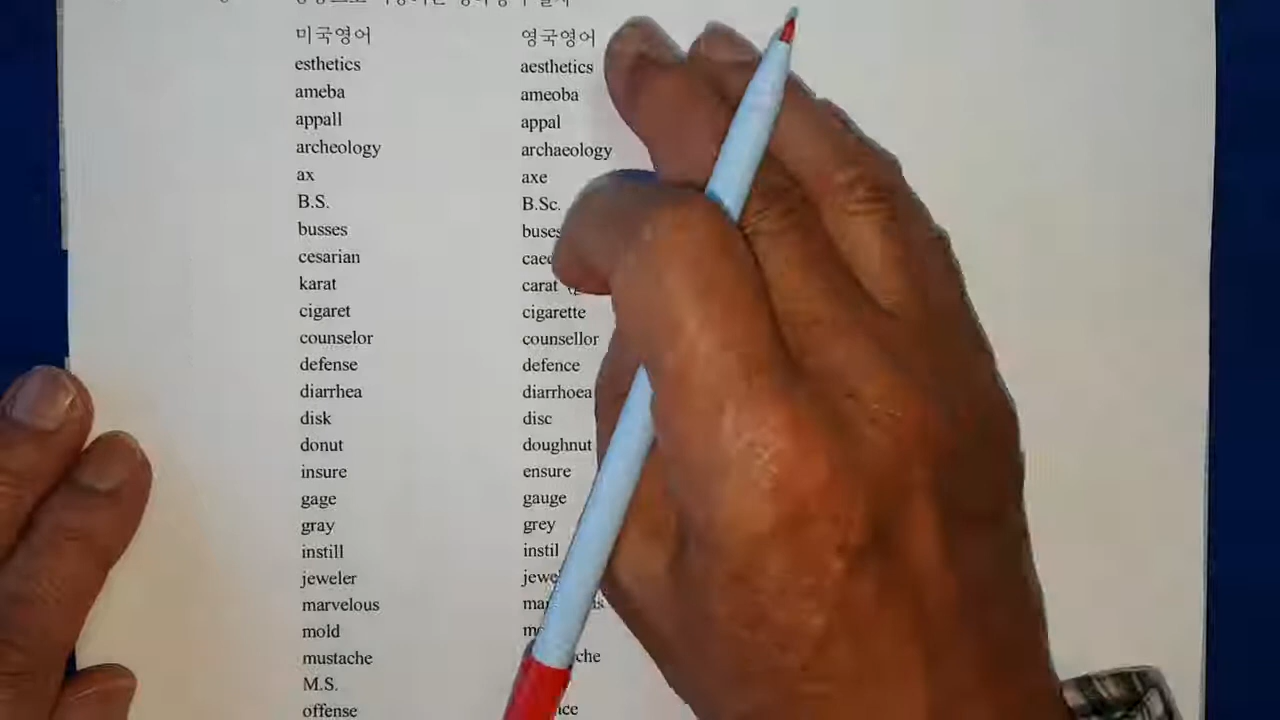 미국영어 영국영어
esthetics aesthetics
ameba ameoba
appall appal
archeology archaeology
ax axe
B.S. B.Sc.
busses buses
cesarian
karat carat
cigaret cigarette
counselor counsellor
defense defence
diarrhea diarrhoea
disk disc
donut doughnut
insure ensure
gage gauge
gray grey
instill instil
jeweler
marvelous
mold
mustache
M.S.
offense